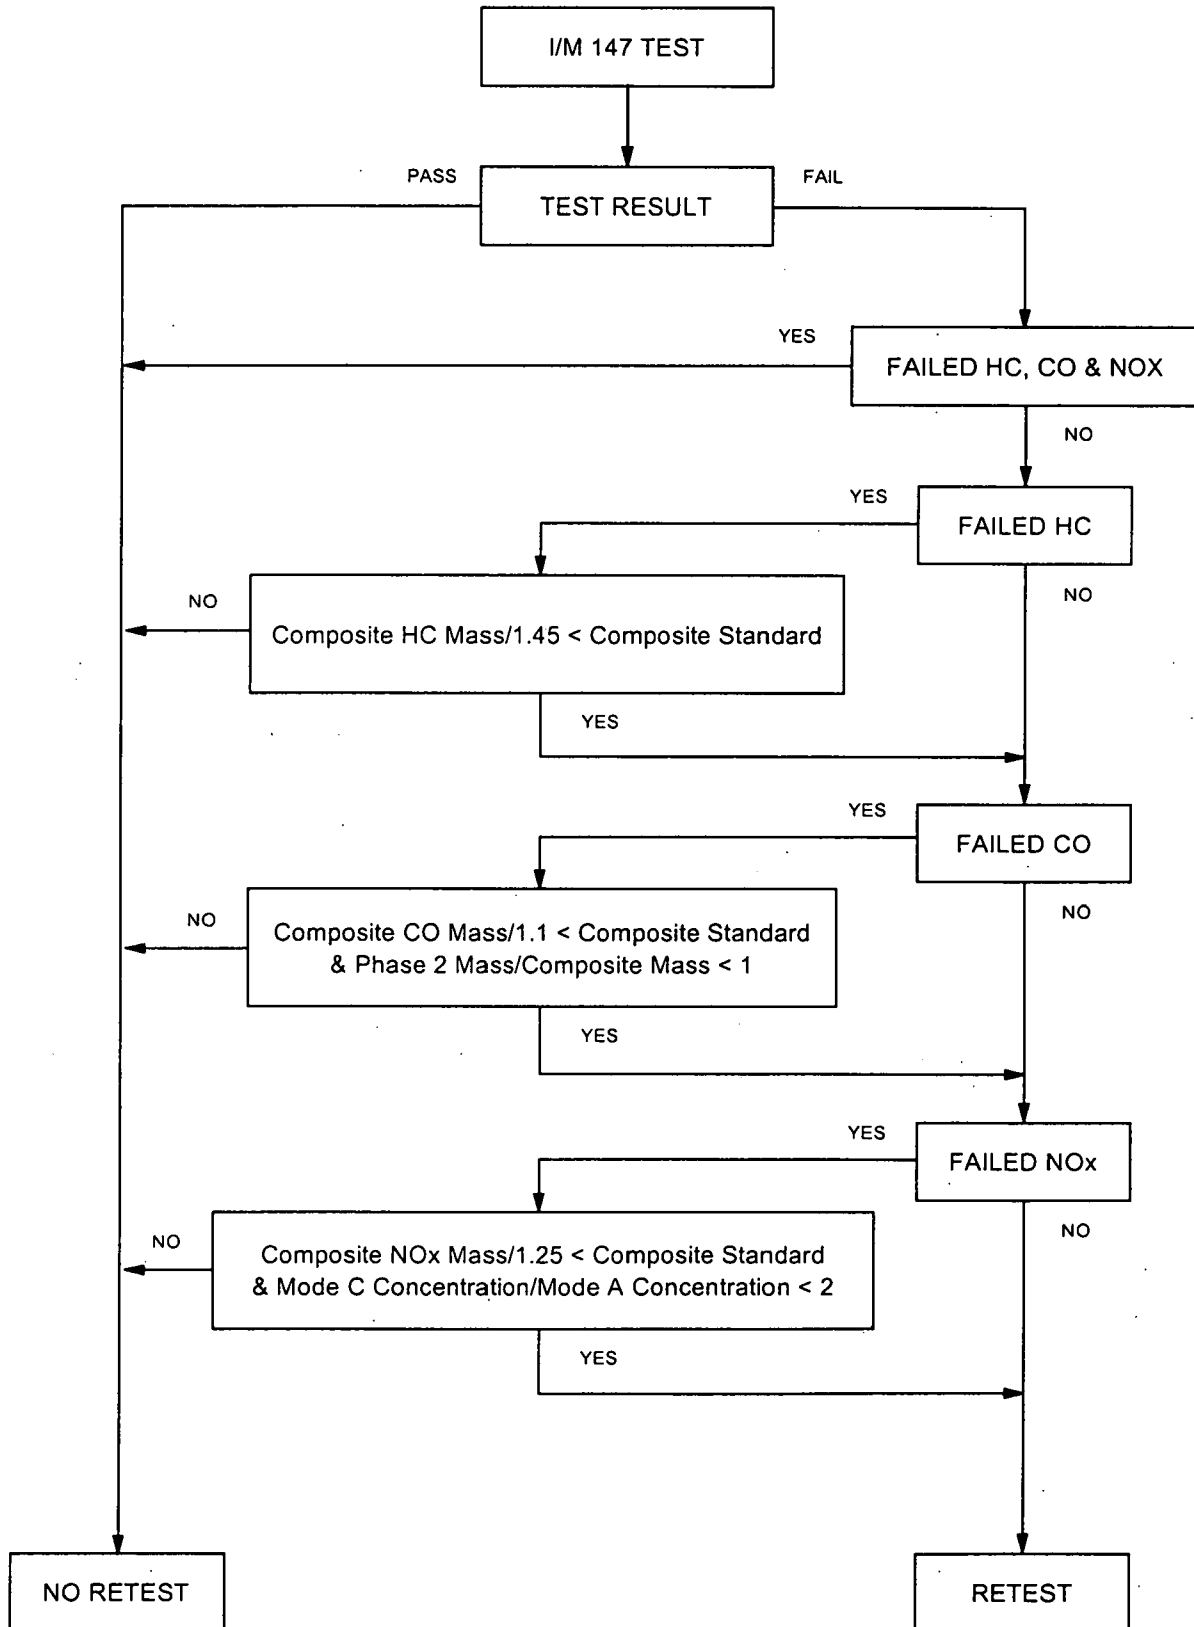 I/M 147 TEST
PASS
FAIL
TEST RESULT
YES
FAILED HC, CO & NOX
NO
YES
FAILED HC
NO
NO
Composite HC Mass/1.45 < Composite Standard
YES
YES
FAILED CO
NO
NO
Composite CO Mass/1.1 < Composite Standard
& Phase 2 Mass/Composite Mass < 1
YES
YES
FAILED NOx
NO
NO
Composite NOx Mass/1.25 < Composite Standard
& Mode C Concentration/Mode A Concentration < 2
YES
NO RETEST
RETEST